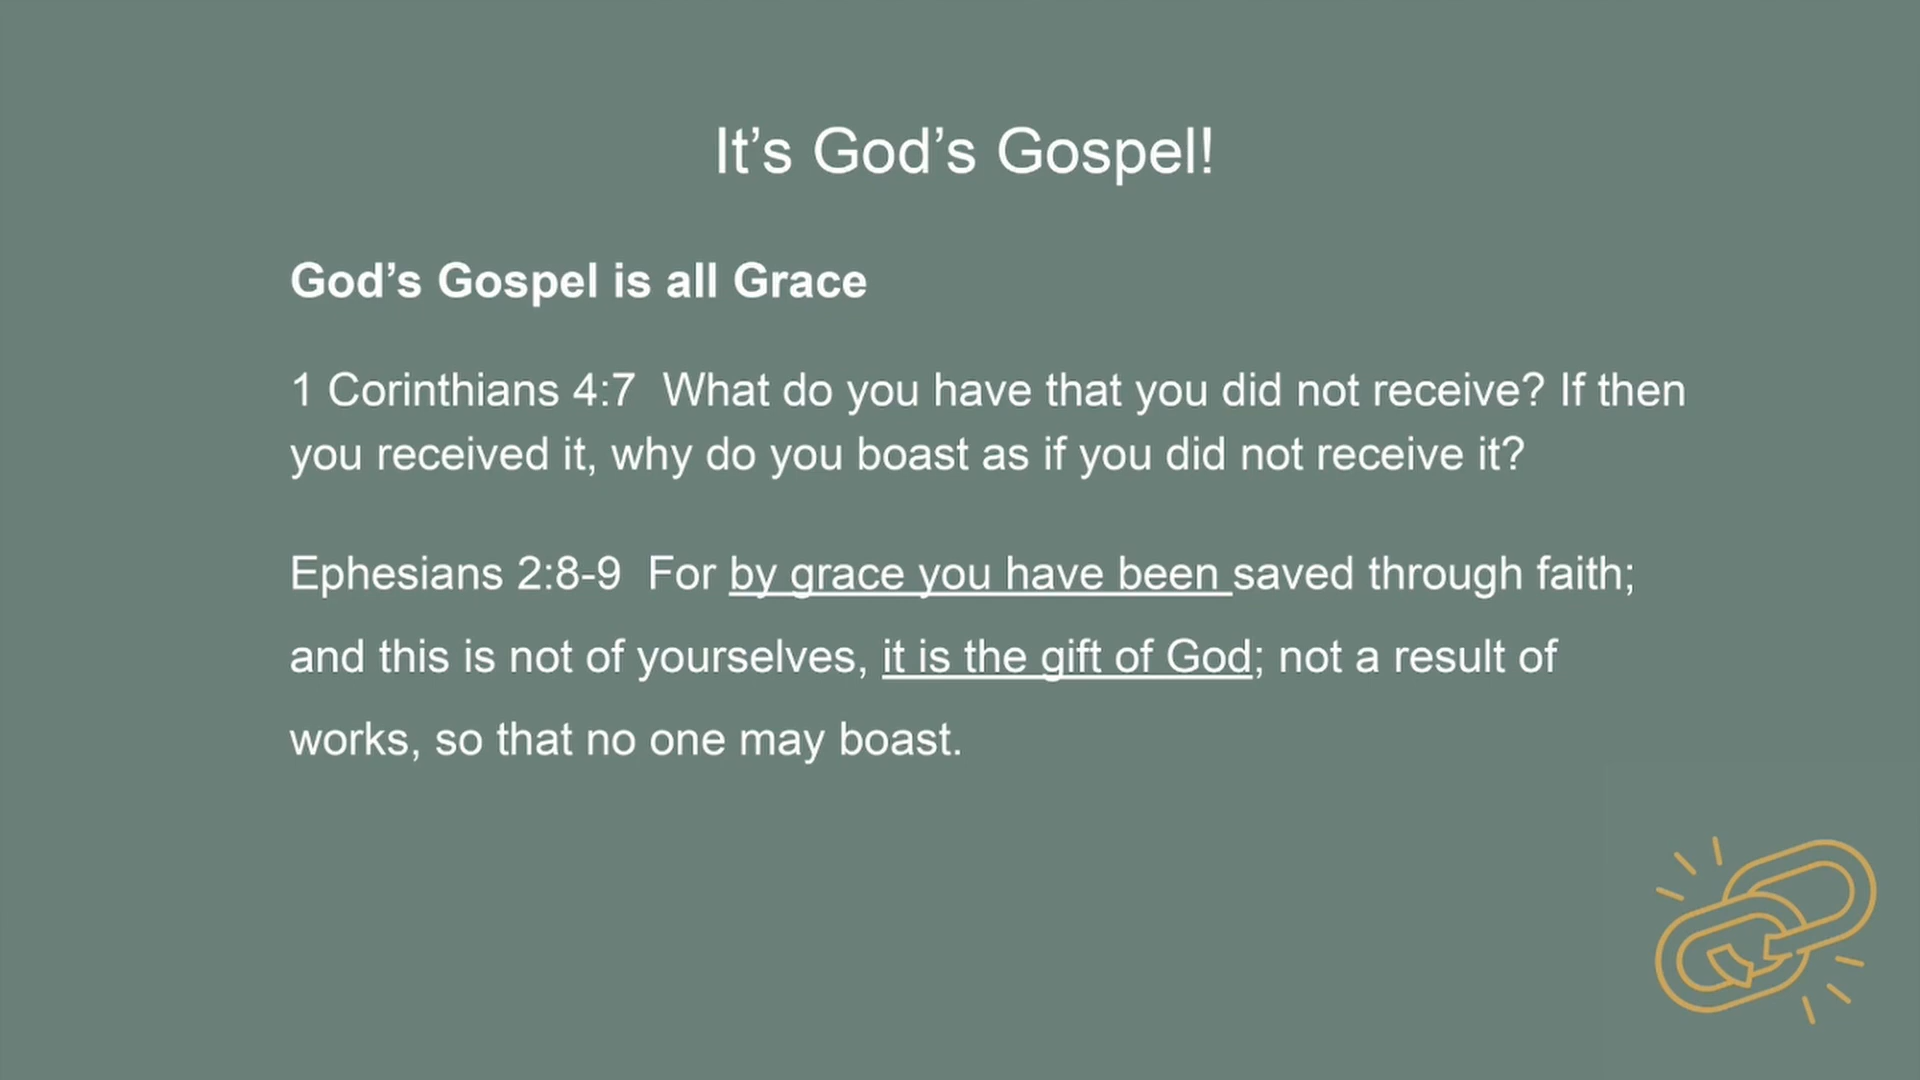 It’s God’s Gospel!
God’s Gospel is all Grace
1 Corinthians 4:7  What do you have that you did not receive? If then
you received it, why do you boast as if you did not receive it?
Ephesians 2:8-9  For by grace you have been saved through faith;
and this is not of yourselves, it is the gift of God; not a result of
works, so that no one may boast.